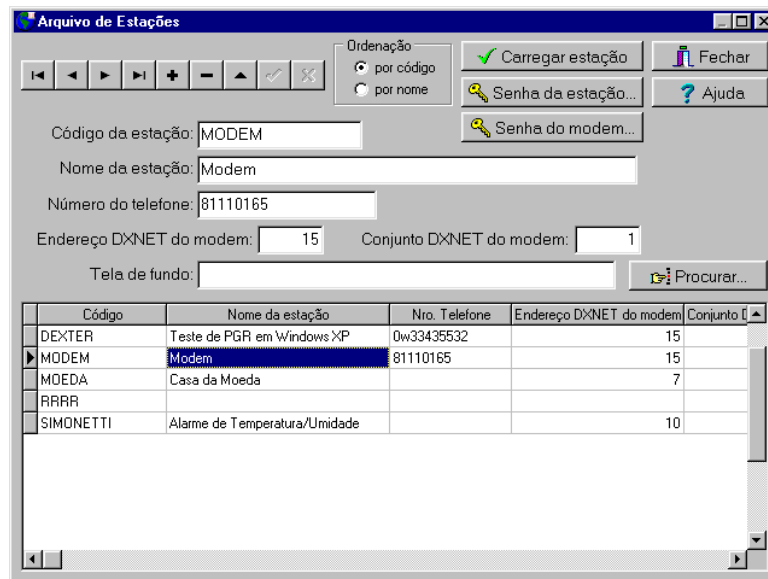 Arquivo de Estações
Ordenação
por código
por nome
Carregar estação
Fechar
Senha da estação...
Ajuda
Senha do modem...
Código da estação: MODEM
Nome da estação: Modem
Número do telefone: 81110165
Endereço DXNET do modem: 15 Conjunto DXNET do modem: 1
Tela de fundo:
Procurar...
Código Nome da estação Nro. Telefone Endereço DXNET do modem Conjunto D
DEXTER Teste de PGR em Windows XP 0w33435532 15
MODEM Modem 81110165 15
MOEDA Casa da Moeda 7
RRRR
SIMONETTI Alarme de Temperatura/Umidade 10